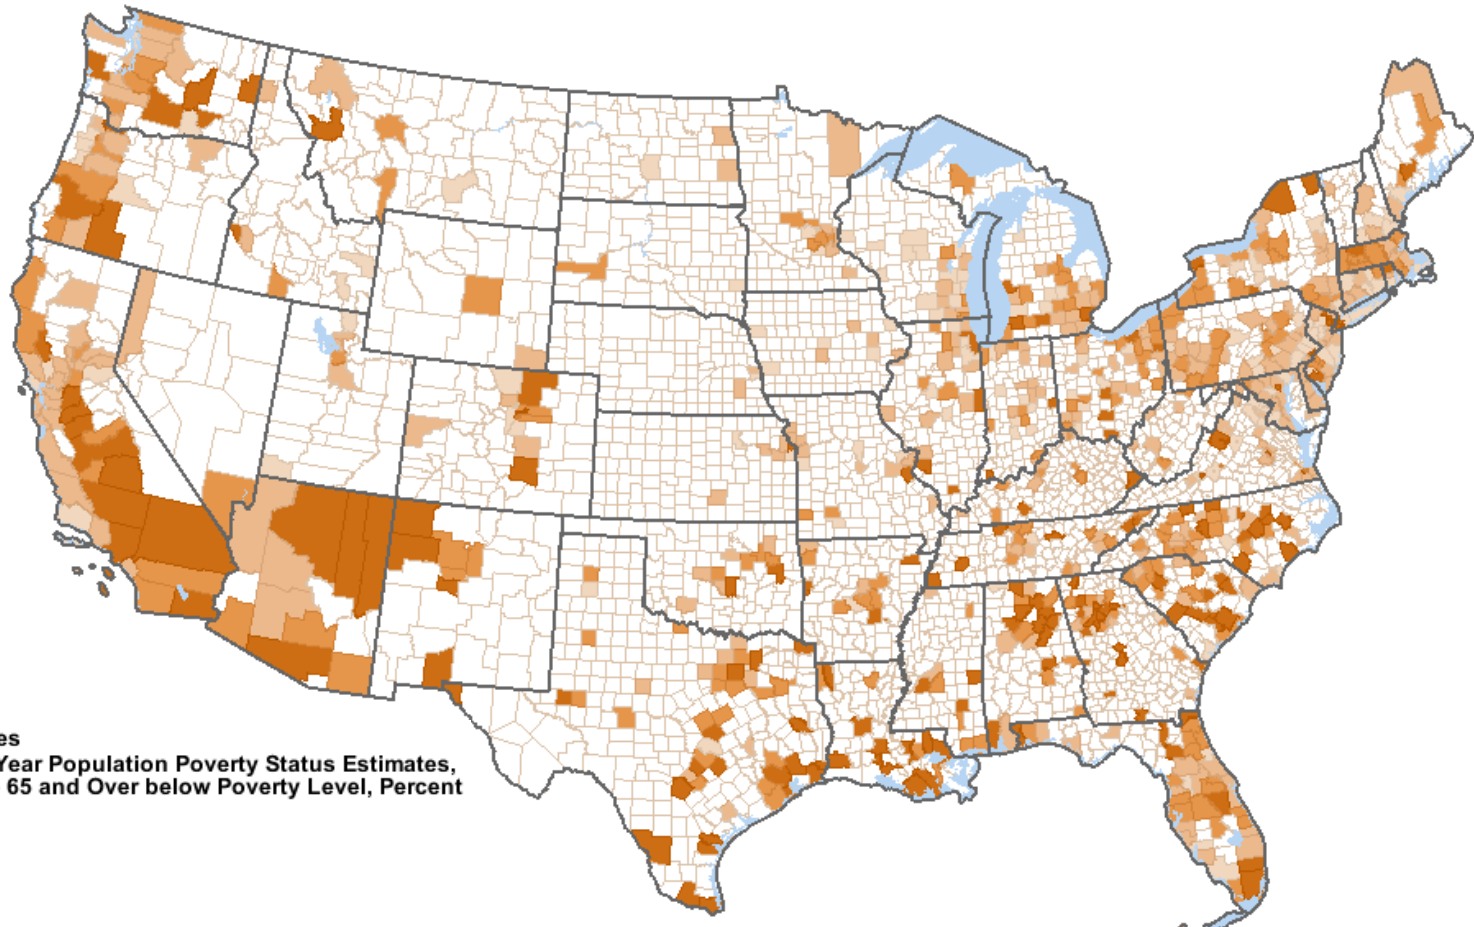 es
Year Population Poverty Status Estimates,
65 and Over below Poverty Level, Percent